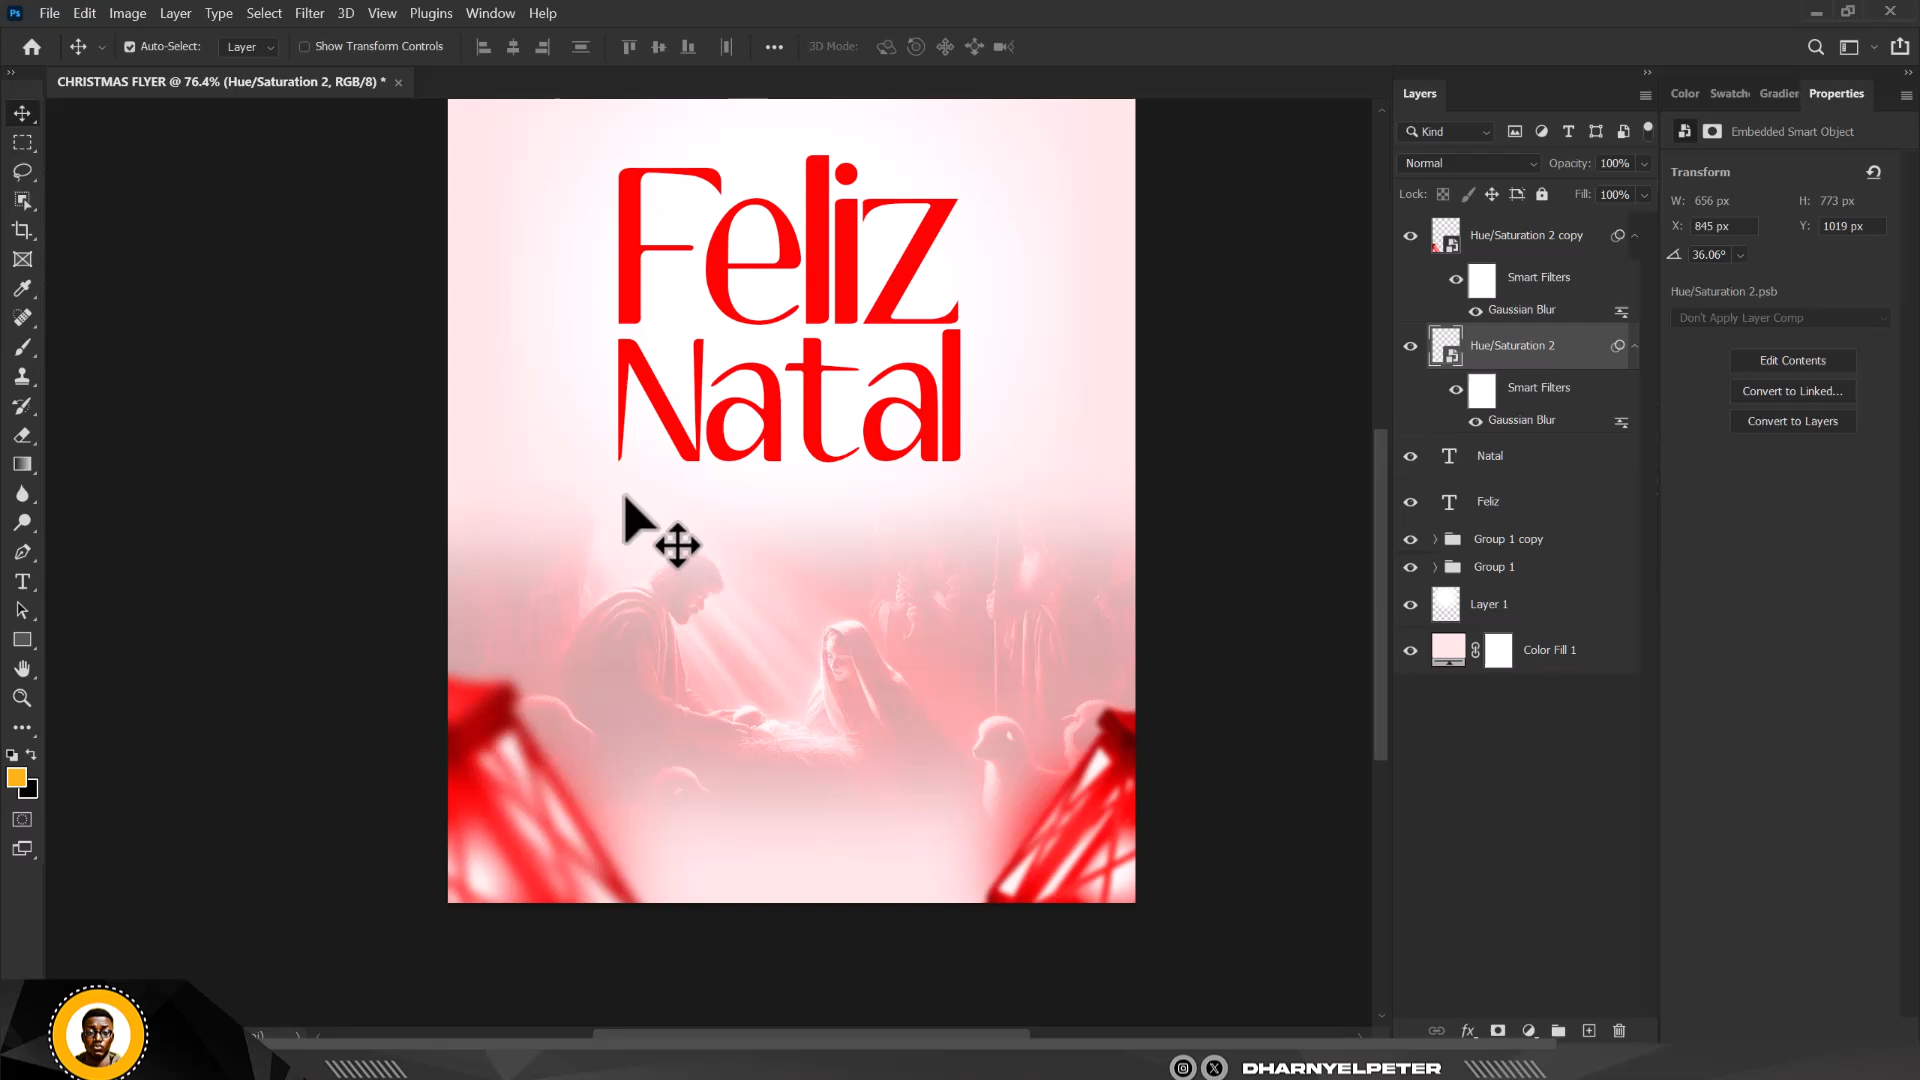 Ps File Edit Image Layer Type Select Filter 3D View Plugins Window Help
Auto-Select: Layer Show Transform Controls 3D Mode:
CHRISTMAS FLYER @ 76.4% (Hue/Saturation 2, RGB/8) * ×
Feliz
Natal
Layers
Kind
Normal Opacity: 100%
Lock: Fill: 100%
Hue/Saturation 2 copy
Smart Filters
Gaussian Blur
Hue/Saturation 2
Smart Filters
Gaussian Blur
T Natal
T Feliz
Group 1 copy
Group 1
Layer 1
Color Fill 1
fx
Color Swatch Gradien Properties
Embedded Smart Object
Transform
W: 656 px H: 773 px
X: 845 px Y: 1019 px
36.06°
Hue/Saturation 2.psb
Don't Apply Layer Comp
Edit Contents
Convert to Linked...
Convert to Layers
DHARNYELPETER